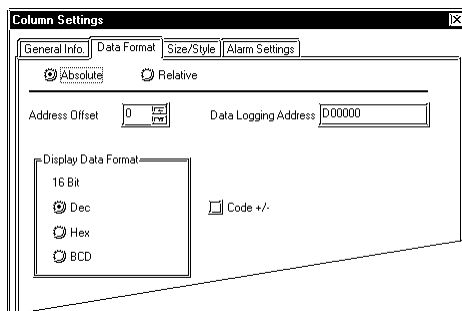 Column Settings
General Info. Data Format Size/Style Alarm Settings
Absolute Relative
Address Offset 0 Data Logging Address D00000
Display Data Format
16 Bit
Dec Code +/-
Hex
BCD